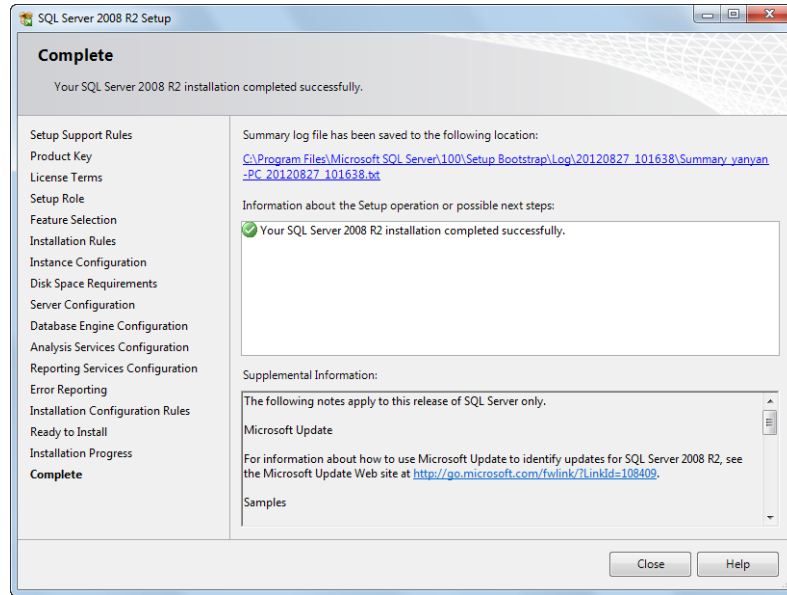 SQL Server 2008 R2 Setup
Complete
Your SQL Server 2008 R2 installation completed successfully.
Setup Support Rules
Product Key
License Terms
Setup Role
Feature Selection
Installation Rules
Instance Configuration
Disk Space Requirements
Server Configuration
Database Engine Configuration
Analysis Services Configuration
Reporting Services Configuration
Error Reporting
Installation Configuration Rules
Ready to Install
Installation Progress
Complete
Summary log file has been saved to the following location:
C:\Program Files\Microsoft SQL Server\100\Setup Bootstrap\Log\20120827_101638\Summary_yanyan
-PC_20120827_101638.txt
Information about the Setup operation or possible next steps:
Your SQL Server 2008 R2 installation completed successfully.
Supplemental Information:
The following notes apply to this release of SQL Server only.
Microsoft Update
For information about how to use Microsoft Update to identify updates for SQL Server 2008 R2, see
the Microsoft Update Web site at http://go.microsoft.com/fwlink/?LinkId=108409.
Samples
Close
Help